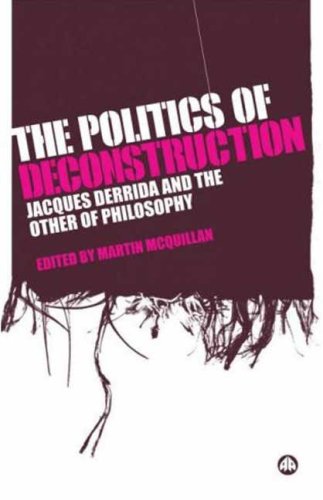 THE POLITICS OF
DECONSTRUCTION
JACQUES DERRIDA AND THE
OTHER OF PHILOSOPHY
EDITED BY MARTIN MCQUILLAN